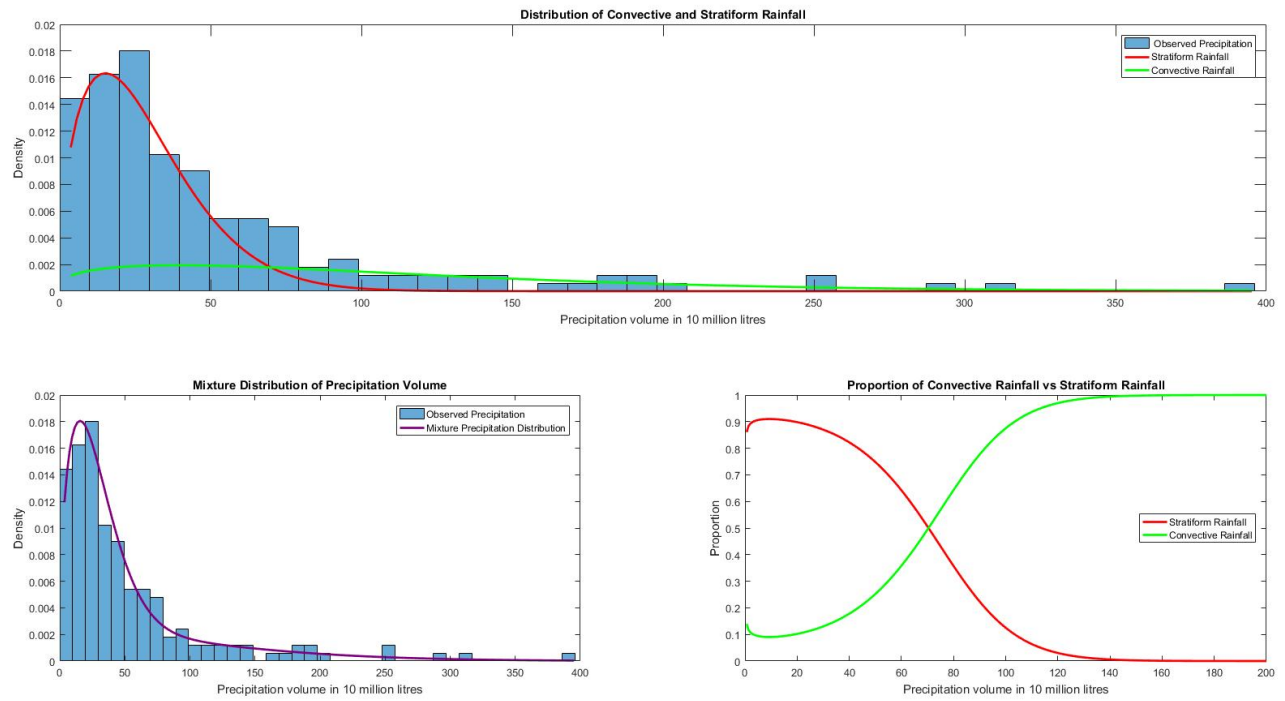 Distribution of Convective and Stratiform Rainfall
0.02
0.018
0.016
0.014
0.012
0.01
0.008
0.006
0.004
0.002
0
Density
Observed Precipitation
Stratiform Rainfall
Convective Rainfall
0 50 100 150 200 250 300 350 400
Precipitation volume in 10 million litres
Mixture Distribution of Precipitation Volume
0.02
0.018
0.016
0.014
0.012
0.01
0.008
0.006
0.004
0.002
0
Density
Observed Precipitation
Mixture Precipitation Distribution
0 50 100 150 200 250 300 350 400
Precipitation volume in 10 million litres
Proportion of Convective Rainfall vs Stratiform Rainfall
1
0.9
0.8
0.7
0.6
0.5
0.4
0.3
0.2
0.1
0
Proportion
Stratiform Rainfall
Convective Rainfall
0 20 40 60 80 100 120 140 160 180 200
Precipitation volume in 10 million litres